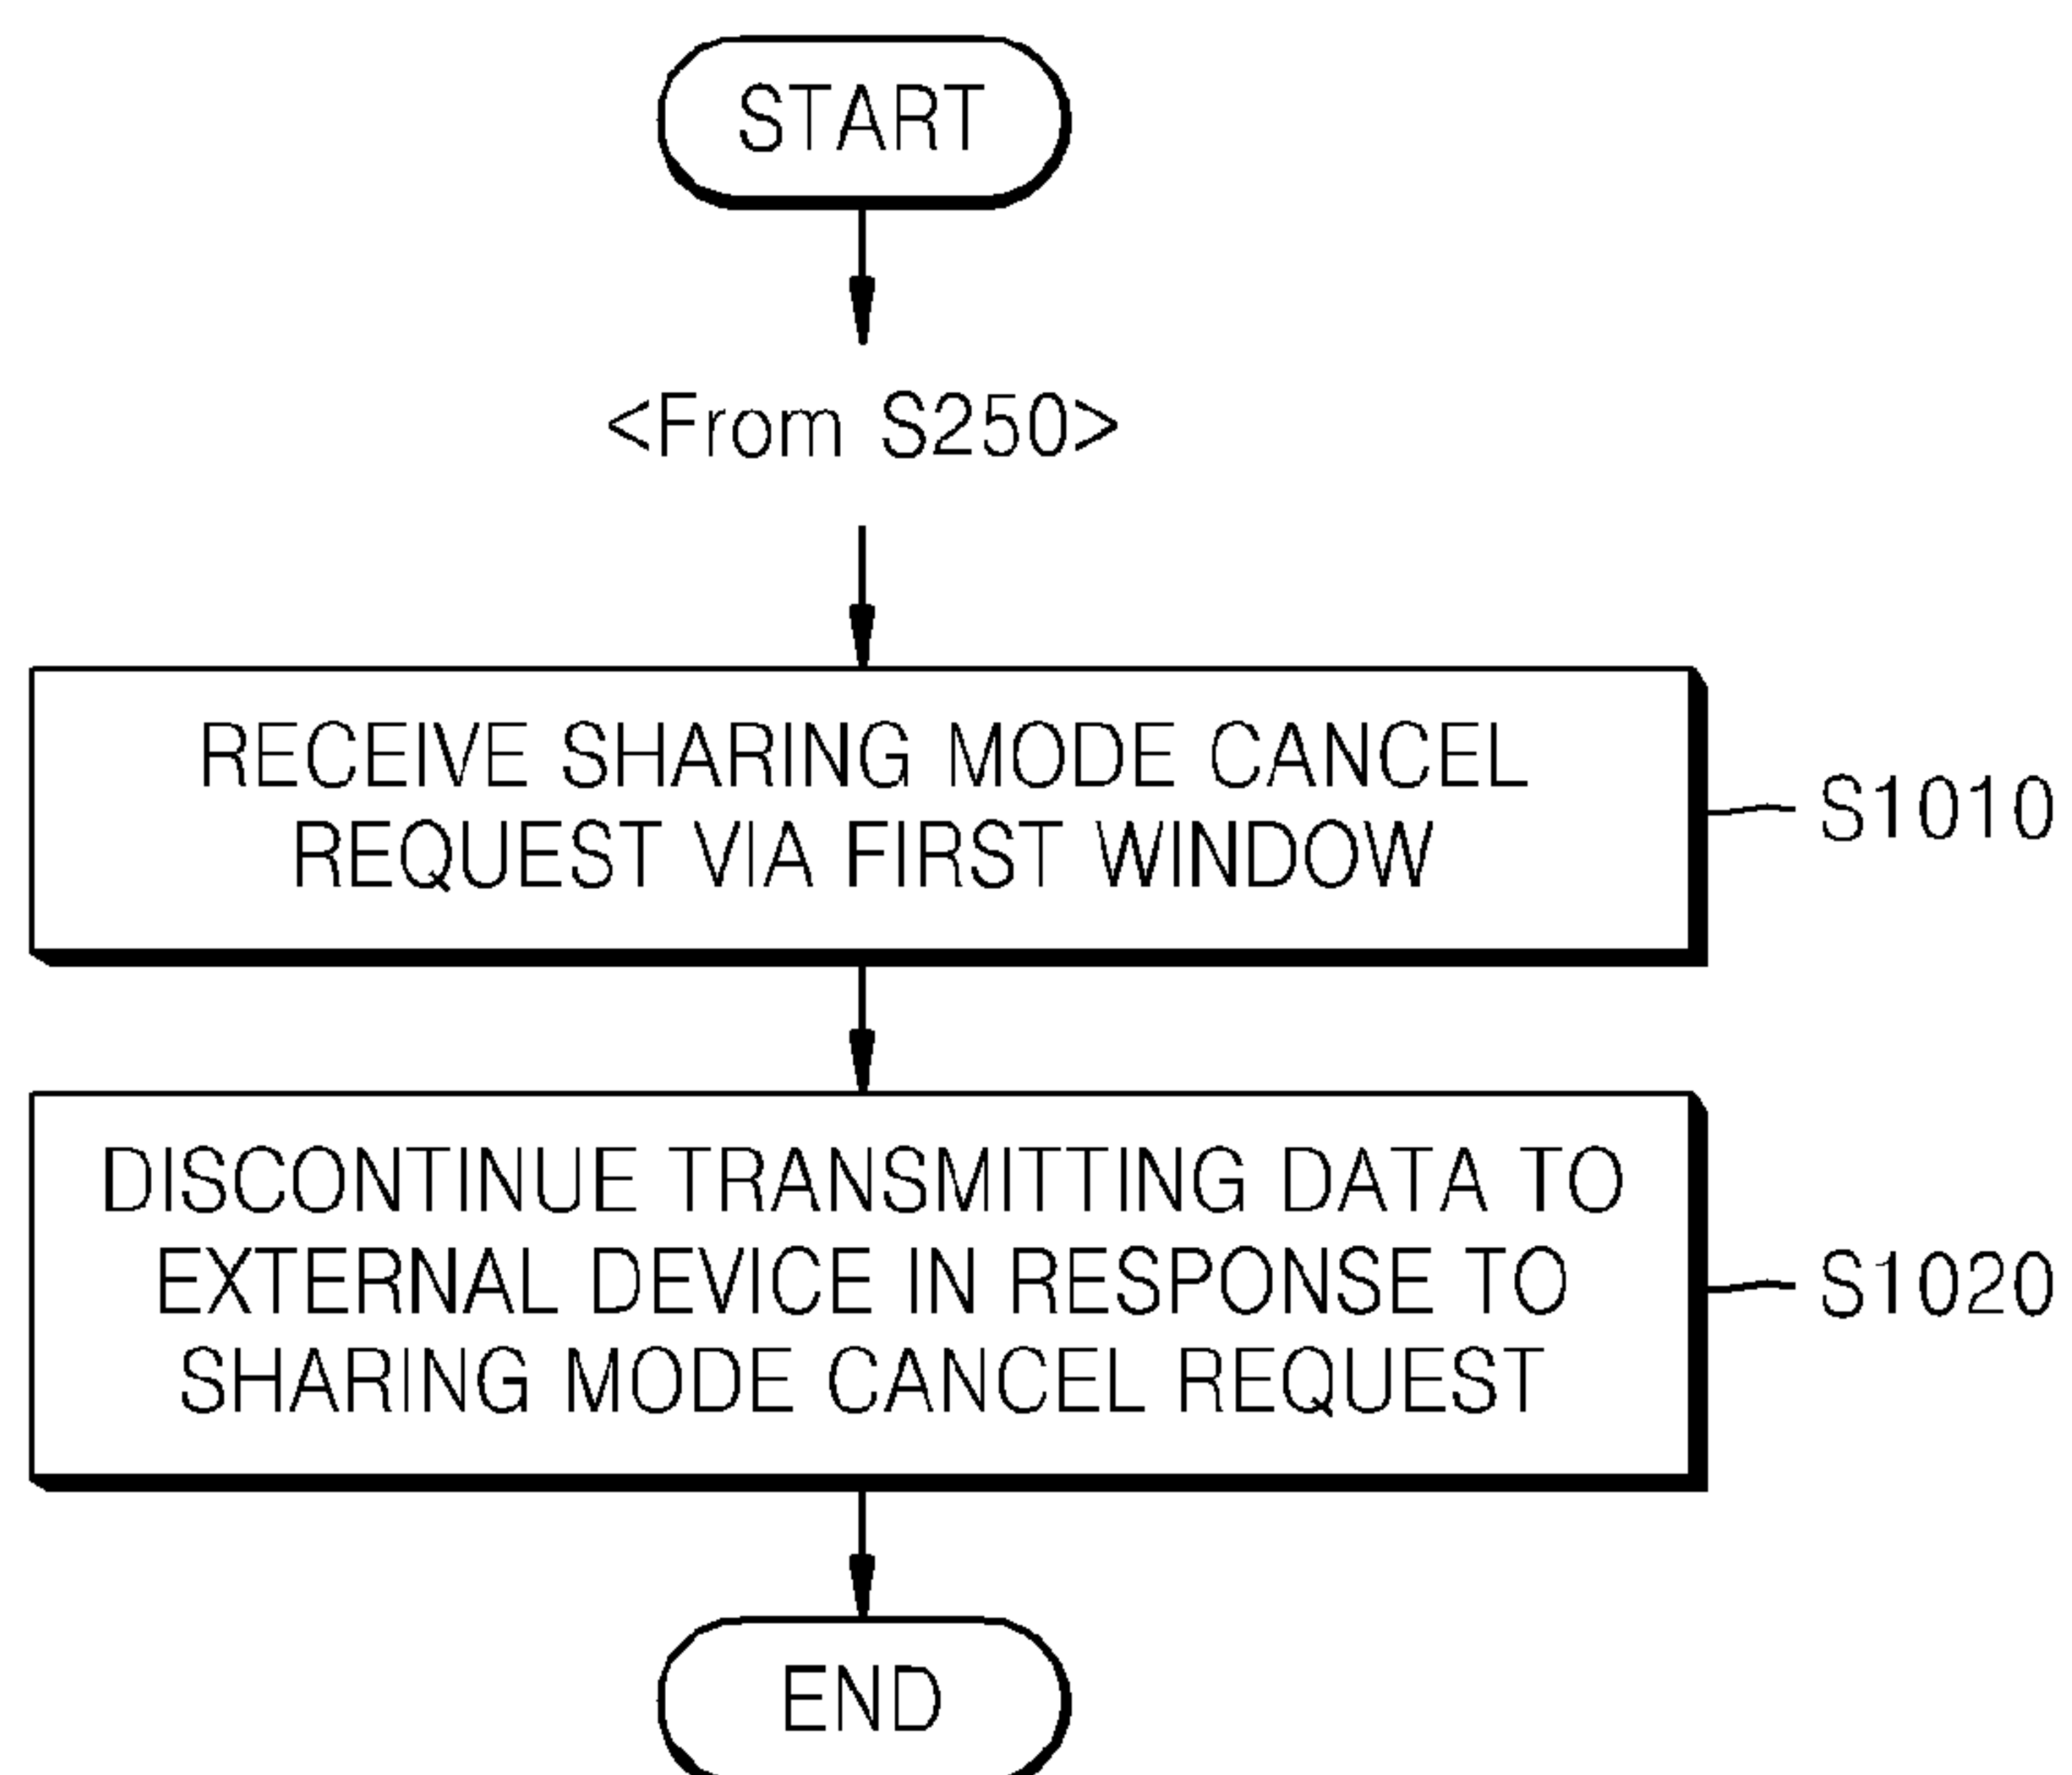 START
<From S250>
RECEIVE SHARING MODE CANCEL
REQUEST VIA FIRST WINDOW
S1010
DISCONTINUE TRANSMITTING DATA TO
EXTERNAL DEVICE IN RESPONSE TO
SHARING MODE CANCEL REQUEST
S1020
END